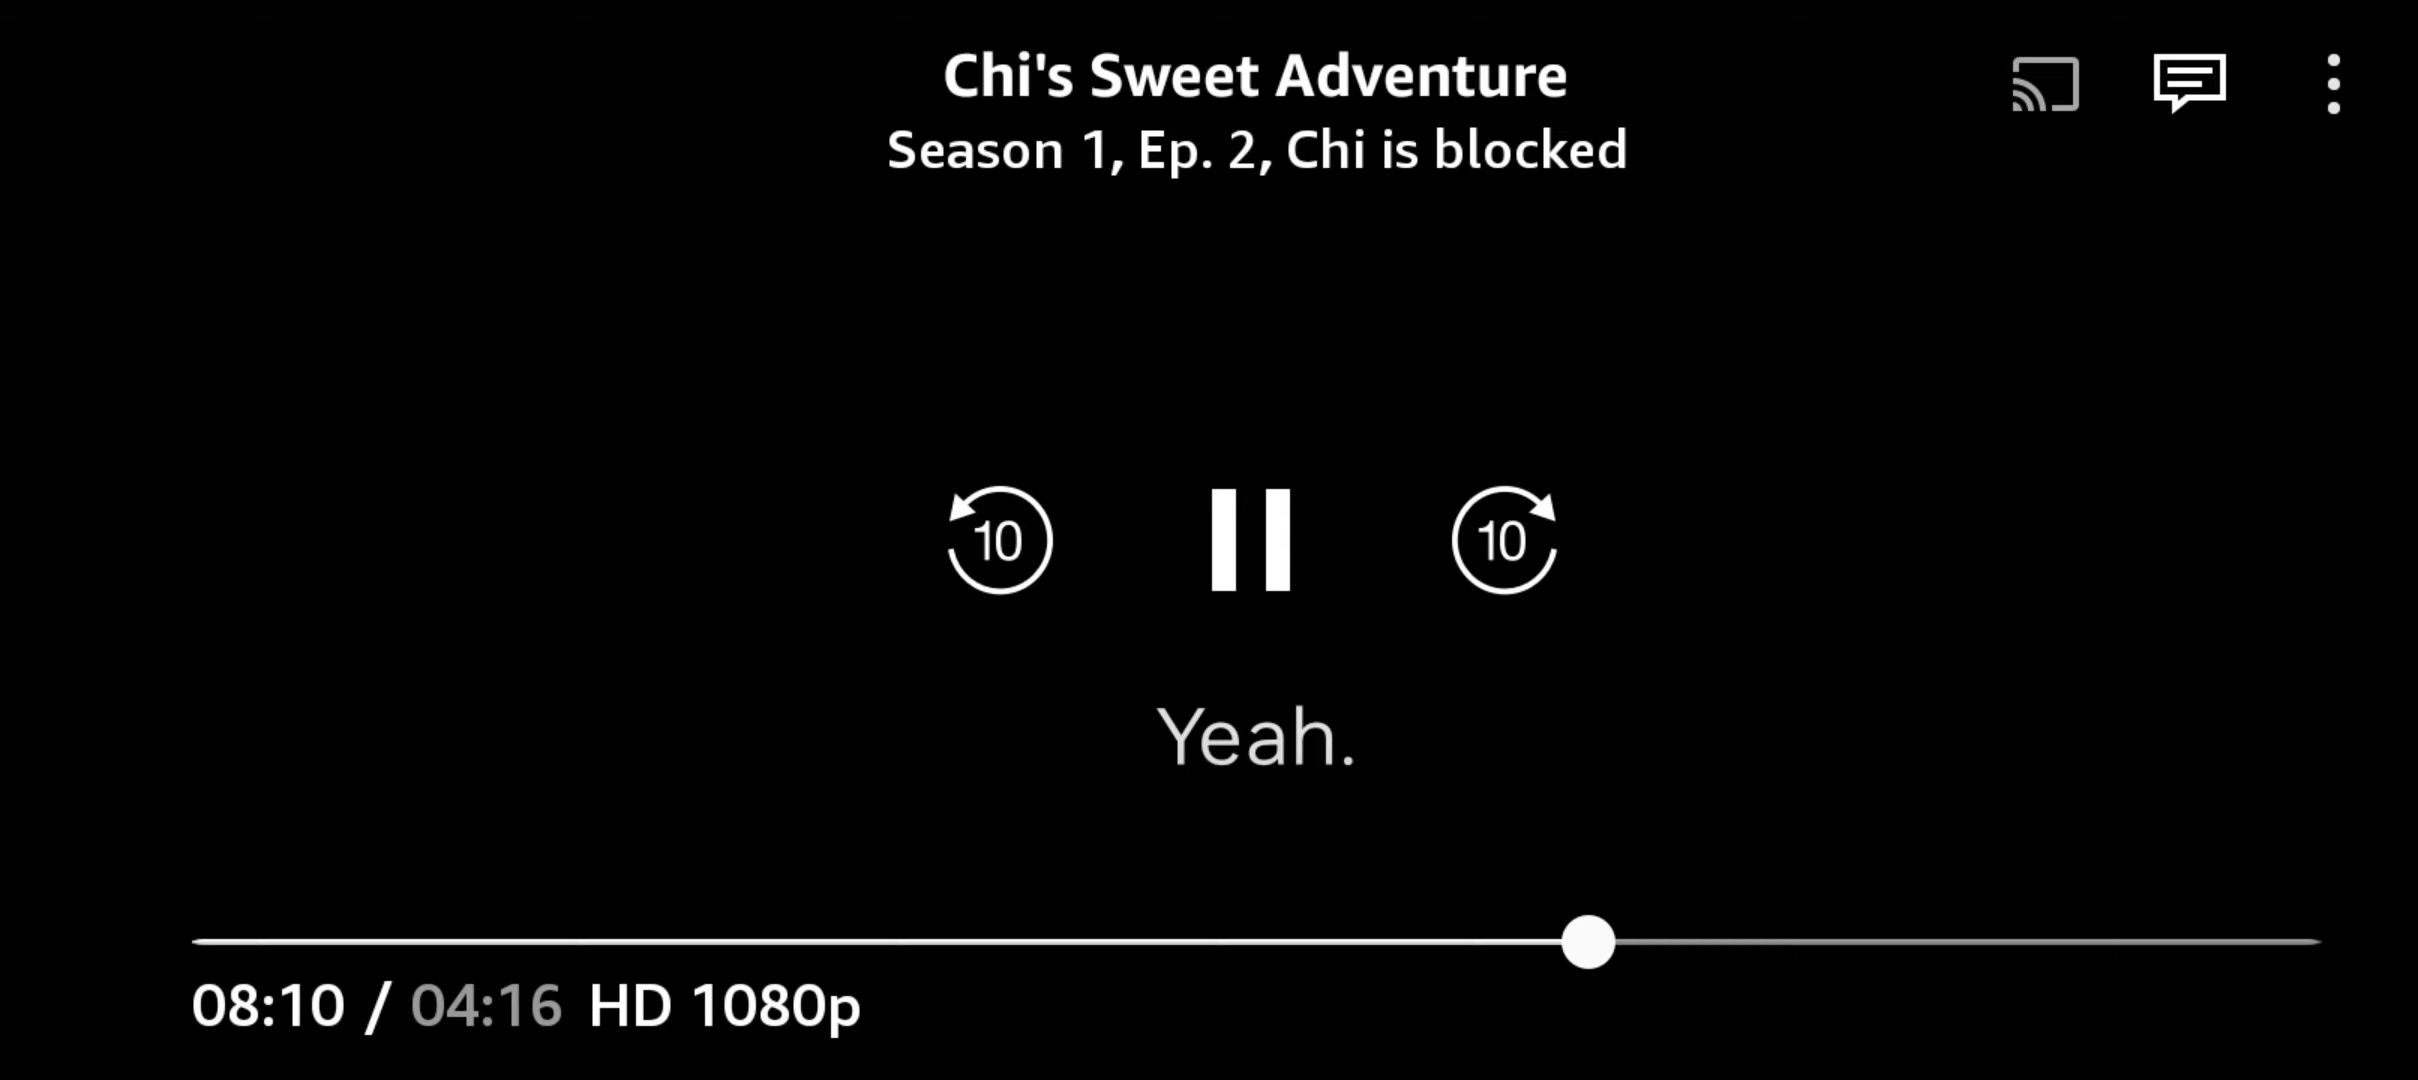 Chi's Sweet Adventure
Season 1, Ep. 2, Chi is blocked
10
10
Yeah.
08:10 / 04:16 HD 1080p